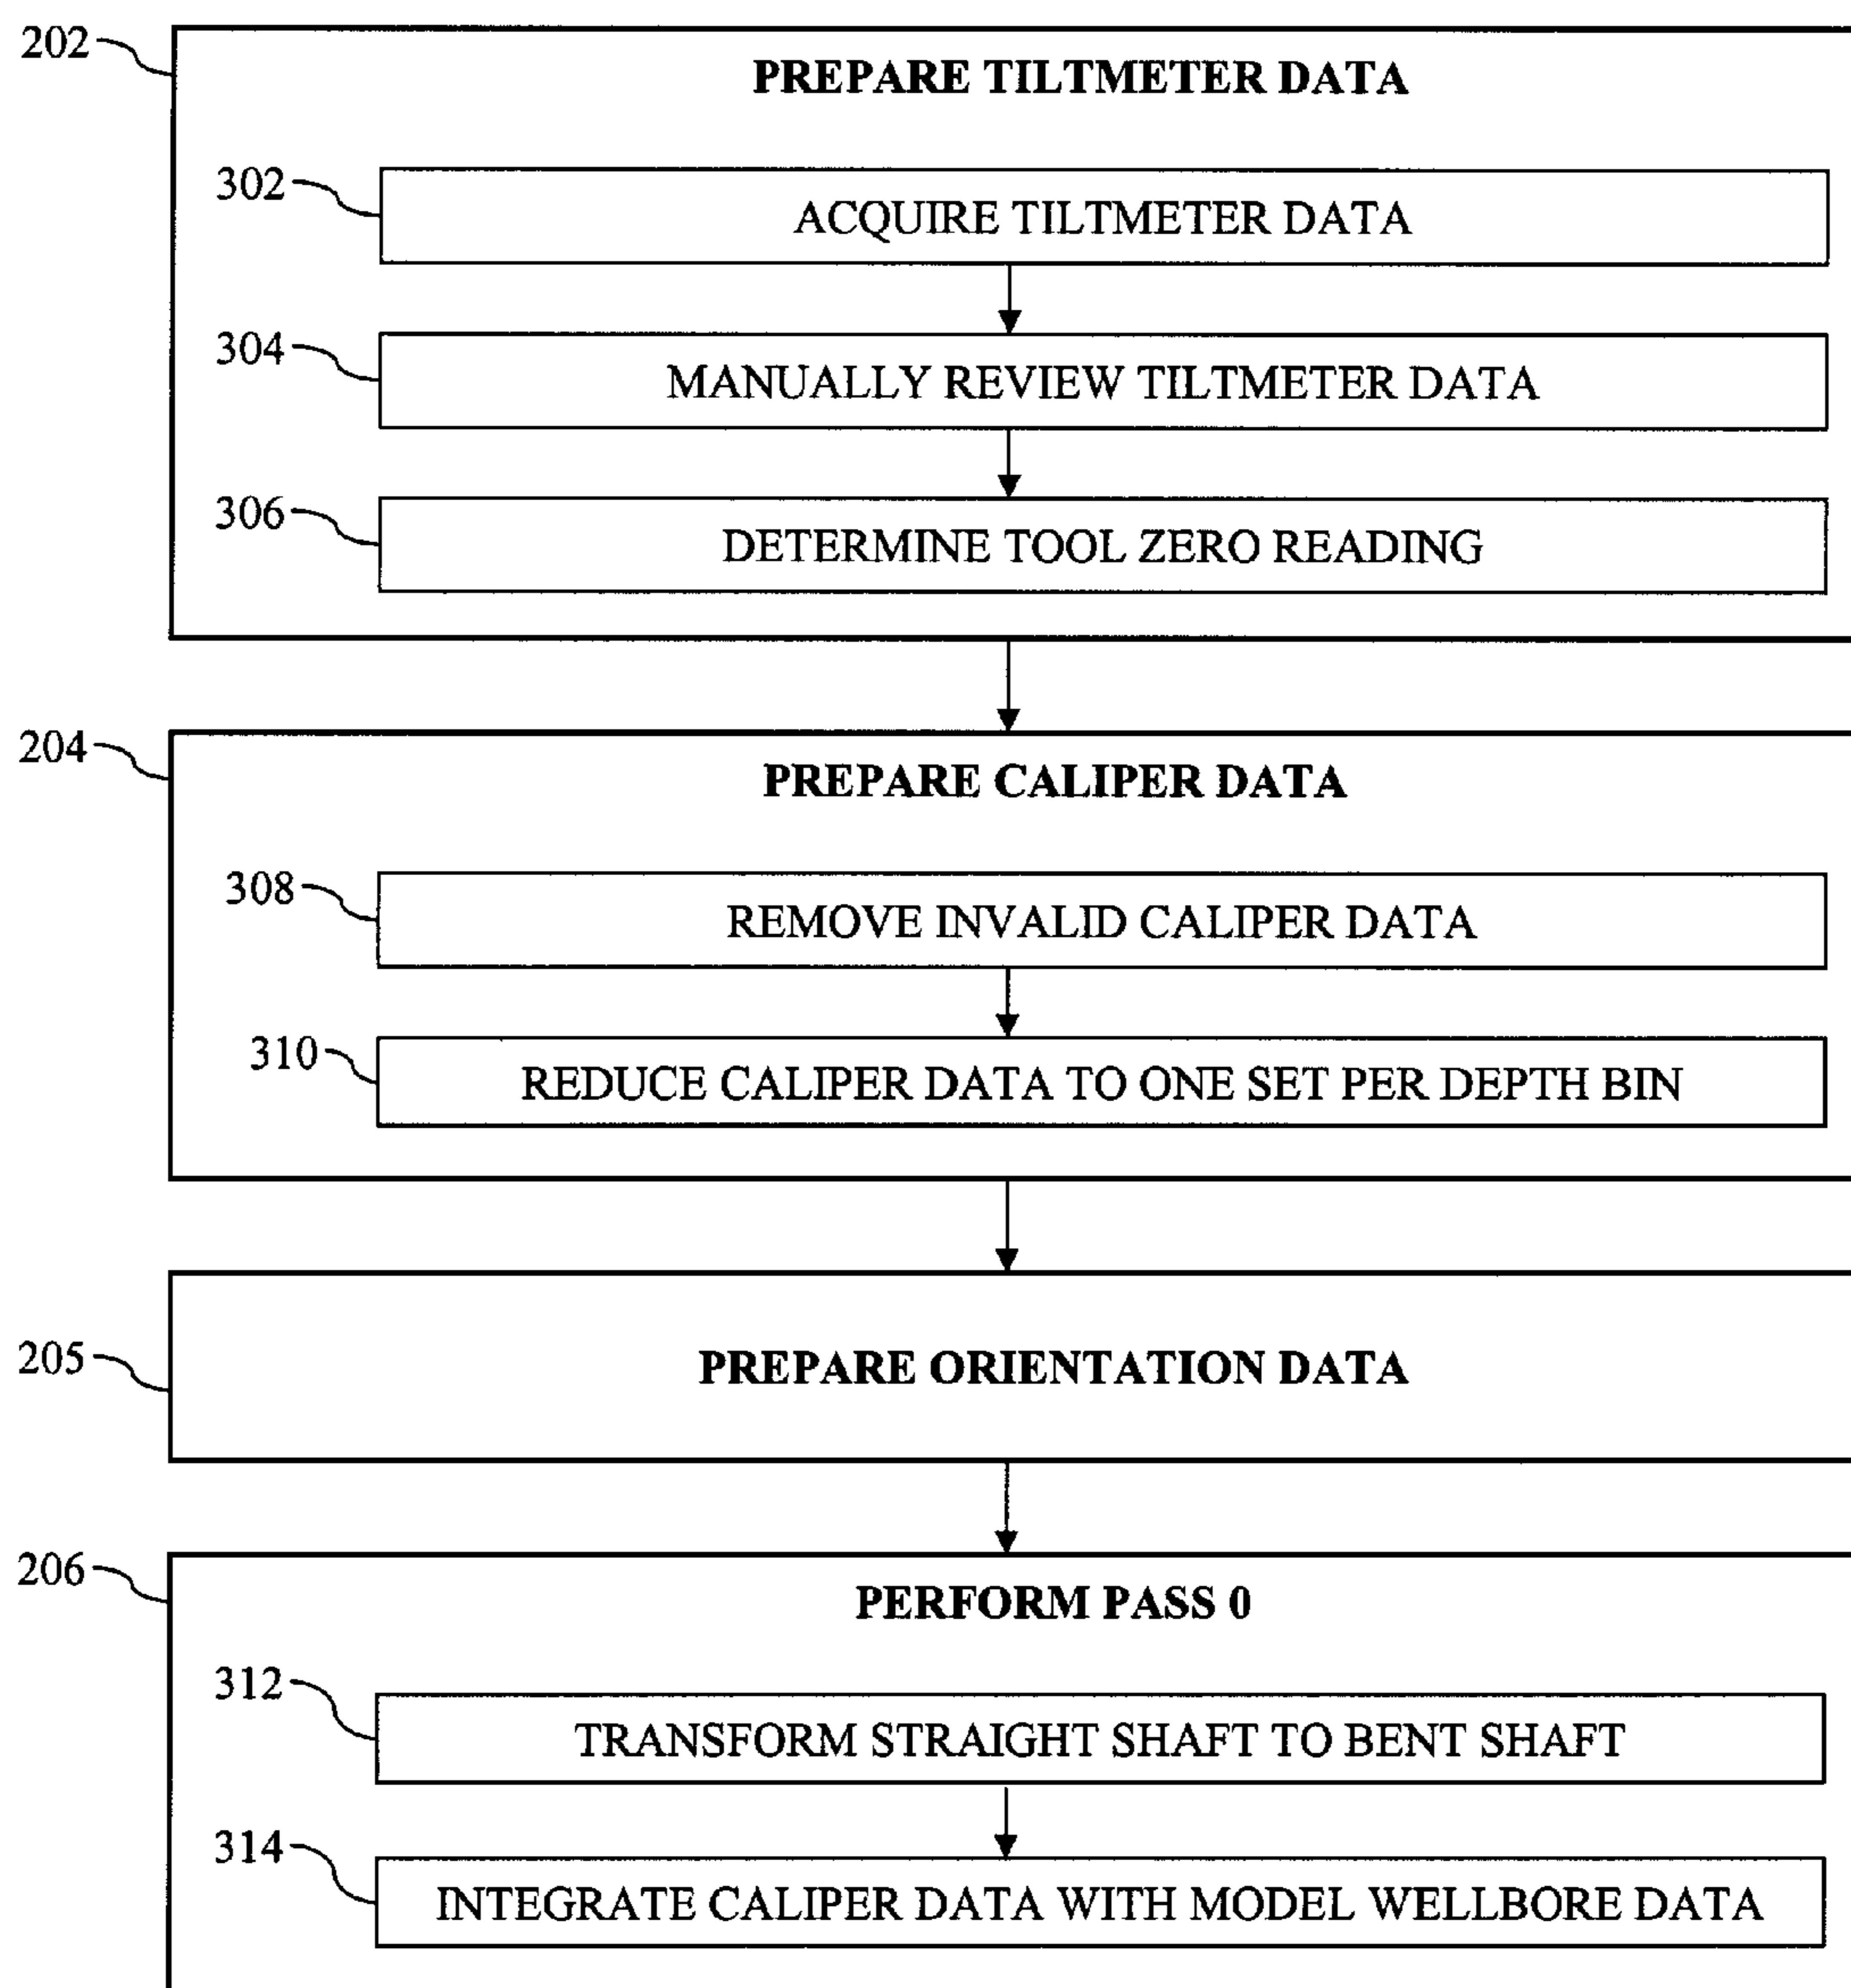 202
PREPARE TILTMETER DATA
302
ACQUIRE TILTMETER DATA
304
MANUALLY REVIEW TILTMETER DATA
306
DETERMINE TOOL ZERO READING
204
PREPARE CALIPER DATA
308
REMOVE INVALID CALIPER DATA
310
REDUCE CALIPER DATA TO ONE SET PER DEPTH BIN
205
PREPARE ORIENTATION DATA
206
PERFORM PASS 0
312
TRANSFORM STRAIGHT SHAFT TO BENT SHAFT
314
INTEGRATE CALIPER DATA WITH MODEL WELLBORE DATA